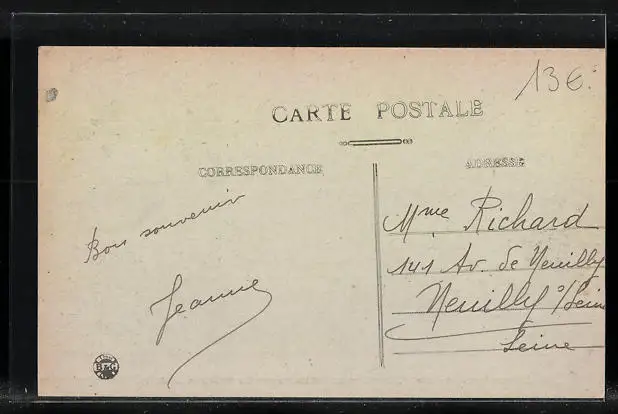 13€.
CARTE POSTALE
CORRESPONDANCE
ADRESSE
Bon souvenir
Jeanne
Mme Richard
141 Av. de Neuilly
Neuilly s/Seine
Seine
B&G